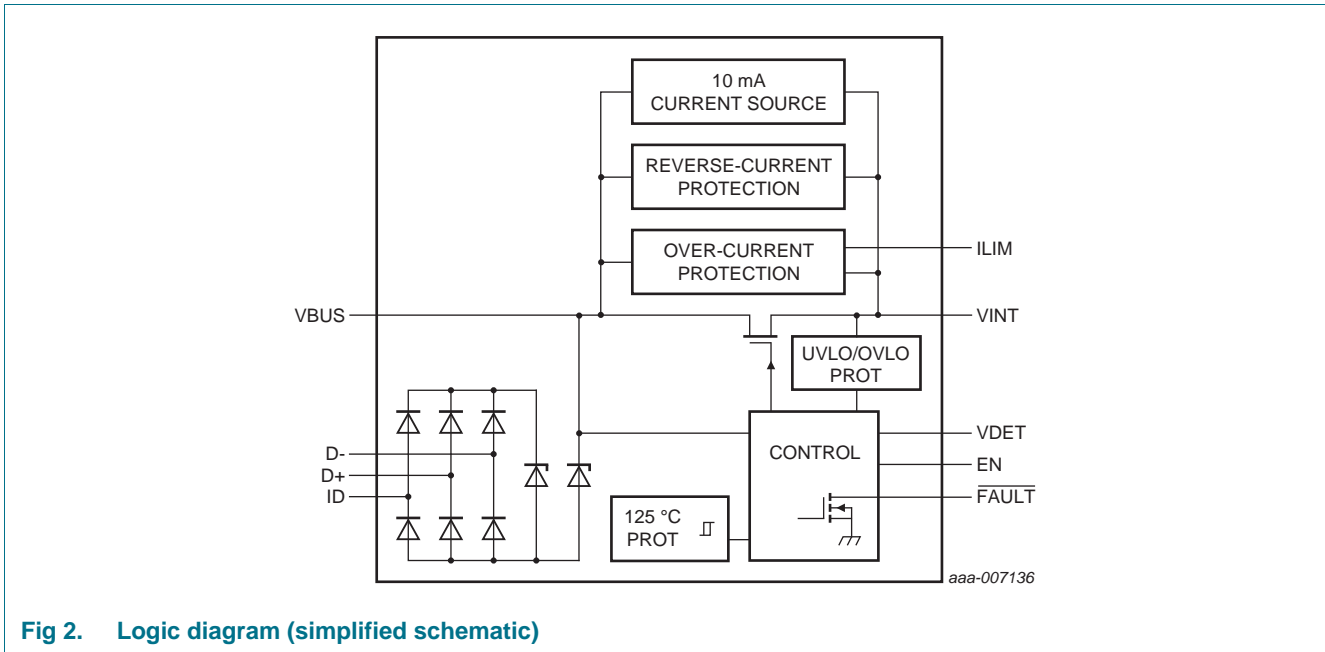 10 mA
CURRENT SOURCE
REVERSE-CURRENT
PROTECTION
OVER-CURRENT
PROTECTION
ILIM
VBUS
VINT
UVLO/OVLO
PROT
D-
D+
ID
CONTROL
VDET
EN
FAULT
125 °C
PROT
aaa-007136
Fig 2. Logic diagram (simplified schematic)